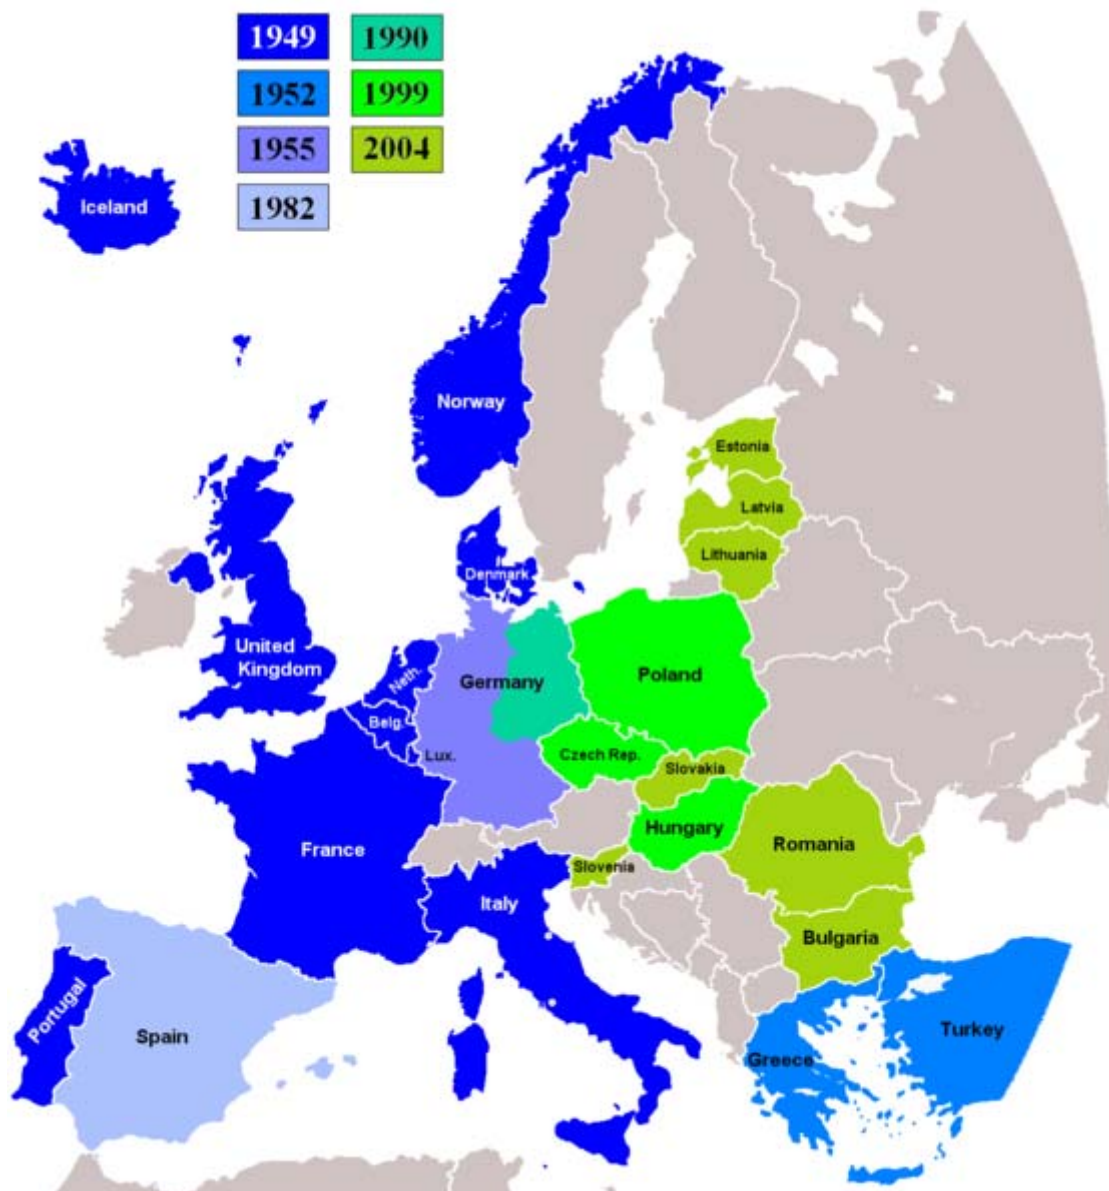 1949 1990
1952 1999
1955 2004
1982
Iceland
Norway
Estonia
Latvia
Lithuania
Denmark
United
Kingdom
Neth.
Germany
Poland
Belg.
Lux.
Czech Rep.
Slovakia
Hungary
France
Romania
Slovenia
Italy
Bulgaria
Portugal
Spain
Turkey
Greece